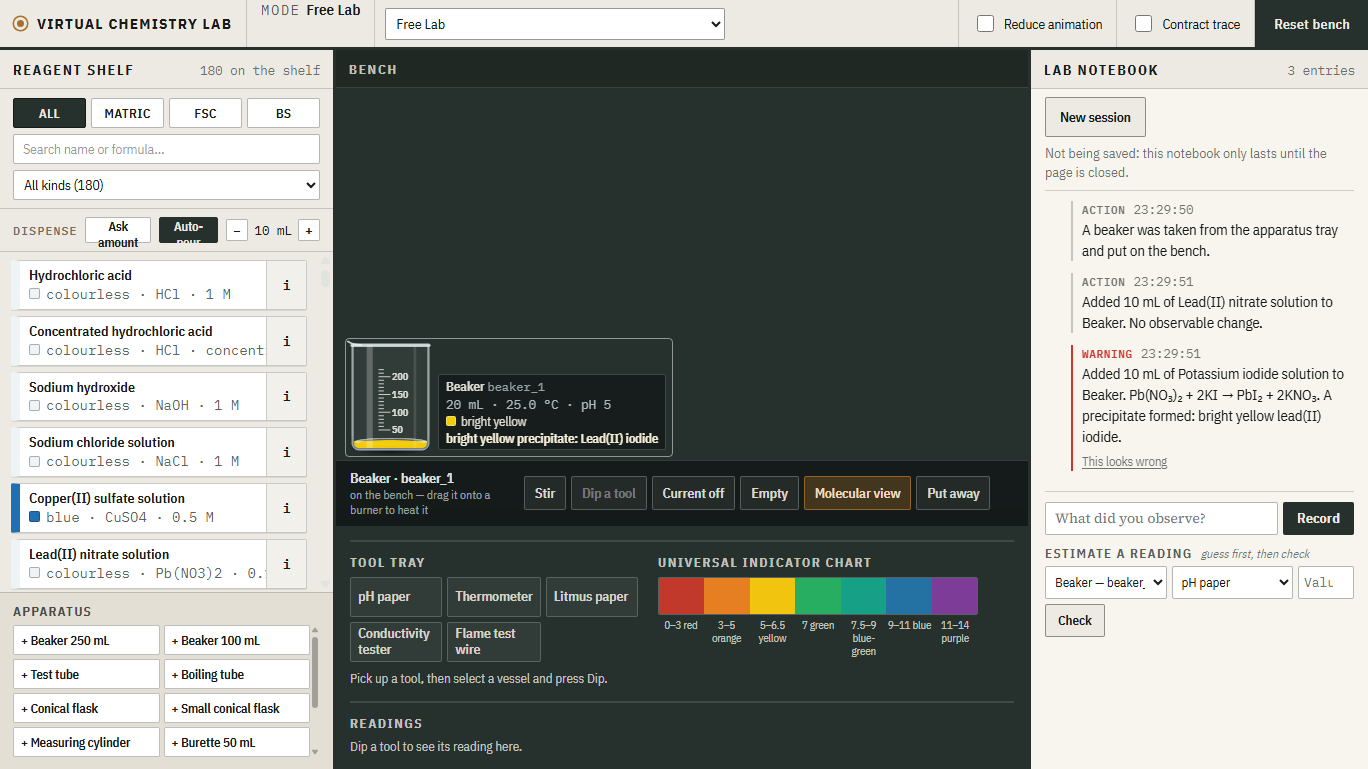 VIRTUAL CHEMISTRY LAB
MODE Free Lab
Free Lab
Reduce animation
Contract trace
Reset bench
REAGENT SHELF
180 on the shelf
ALL
MATRIC
FSC
BS
Search name or formula...
All kinds (180)
DISPENSE
Ask
amount
Auto-
pour
–
10 mL
+
Hydrochloric acid
colourless · HCl · 1 M
i
Concentrated hydrochloric acid
colourless · HCl · concent
i
Sodium hydroxide
colourless · NaOH · 1 M
i
Sodium chloride solution
colourless · NaCl · 1 M
i
Copper(II) sulfate solution
blue · CuSO4 · 0.5 M
i
Lead(II) nitrate solution
colourless · Pb(NO3)2 · 0.
i
APPARATUS
+ Beaker 250 mL
+ Beaker 100 mL
+ Test tube
+ Boiling tube
+ Conical flask
+ Small conical flask
+ Measuring cylinder
+ Burette 50 mL
BENCH
200
150
100
50
Beaker beaker_1
20 mL · 25.0 °C · pH 5
bright yellow
bright yellow precipitate: Lead(II) iodide
Beaker · beaker_1
on the bench — drag it onto a
burner to heat it
Stir
Dip a tool
Current off
Empty
Molecular view
Put away
TOOL TRAY
pH paper
Thermometer
Litmus paper
Conductivity
tester
Flame test
wire
Pick up a tool, then select a vessel and press Dip.
UNIVERSAL INDICATOR CHART
0–3 red
3–5
orange
5–6.5
yellow
7 green
7.5–9
blue-
green
9–11 blue
11–14
purple
READINGS
Dip a tool to see its reading here.
LAB NOTEBOOK
3 entries
New session
Not being saved: this notebook only lasts until the
page is closed.
ACTION 23:29:50
A beaker was taken from the apparatus tray
and put on the bench.
ACTION 23:29:51
Added 10 mL of Lead(II) nitrate solution to
Beaker. No observable change.
WARNING 23:29:51
Added 10 mL of Potassium iodide solution to
Beaker. Pb(NO₃)₂ + 2KI → PbI₂ + 2KNO₃. A
precipitate formed: bright yellow lead(II)
iodide.
This looks wrong
What did you observe?
Record
ESTIMATE A READING guess first, then check
Beaker — beaker_
pH paper
Valu
Check